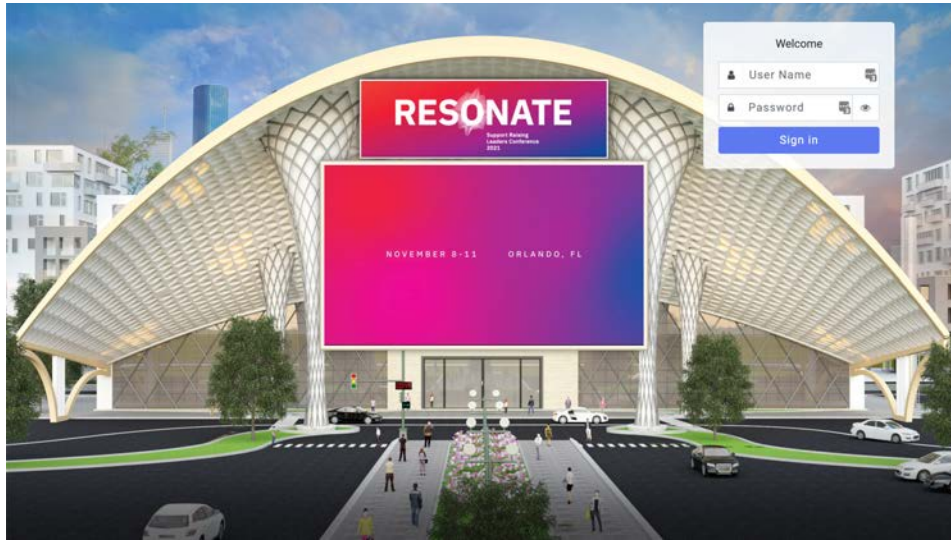 RESONATE
Support Raising
Leaders Conference
2021
NOVEMBER 8-11 ORLANDO, FL
Welcome
User Name
Password
Sign in